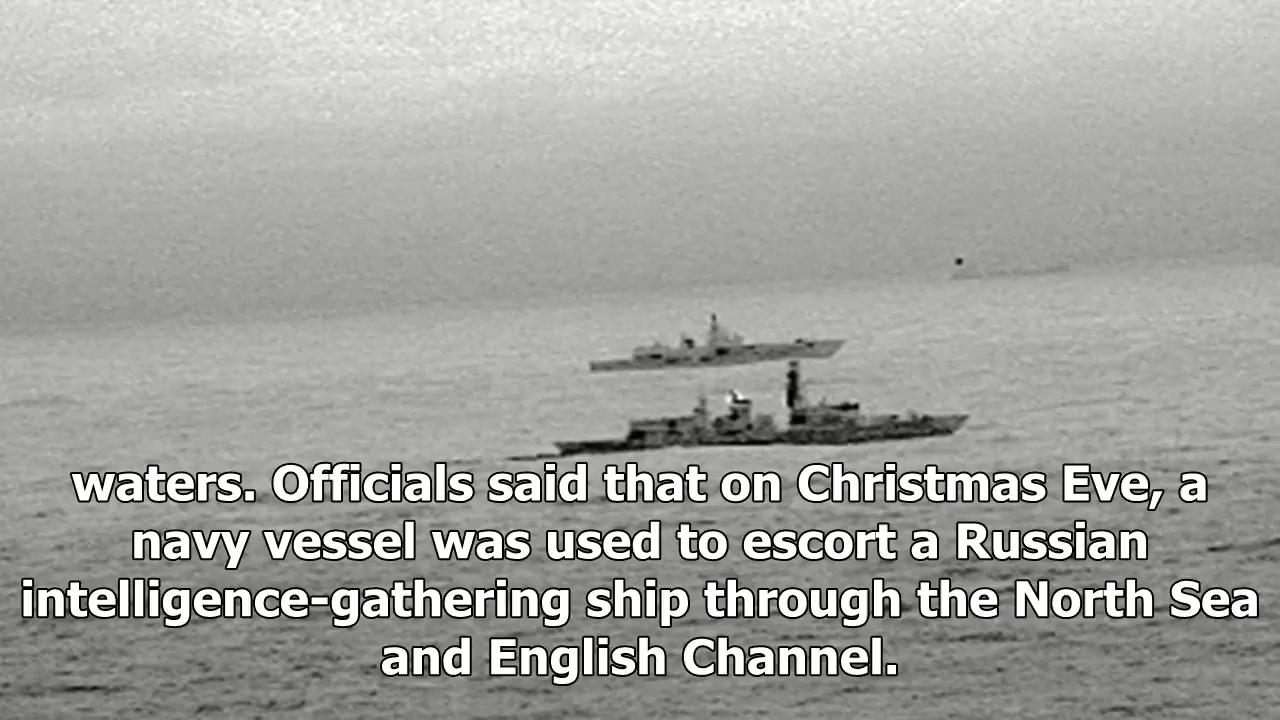 waters. Officials said that on Christmas Eve, a
navy vessel was used to escort a Russian
intelligence-gathering ship through the North Sea
and English Channel.